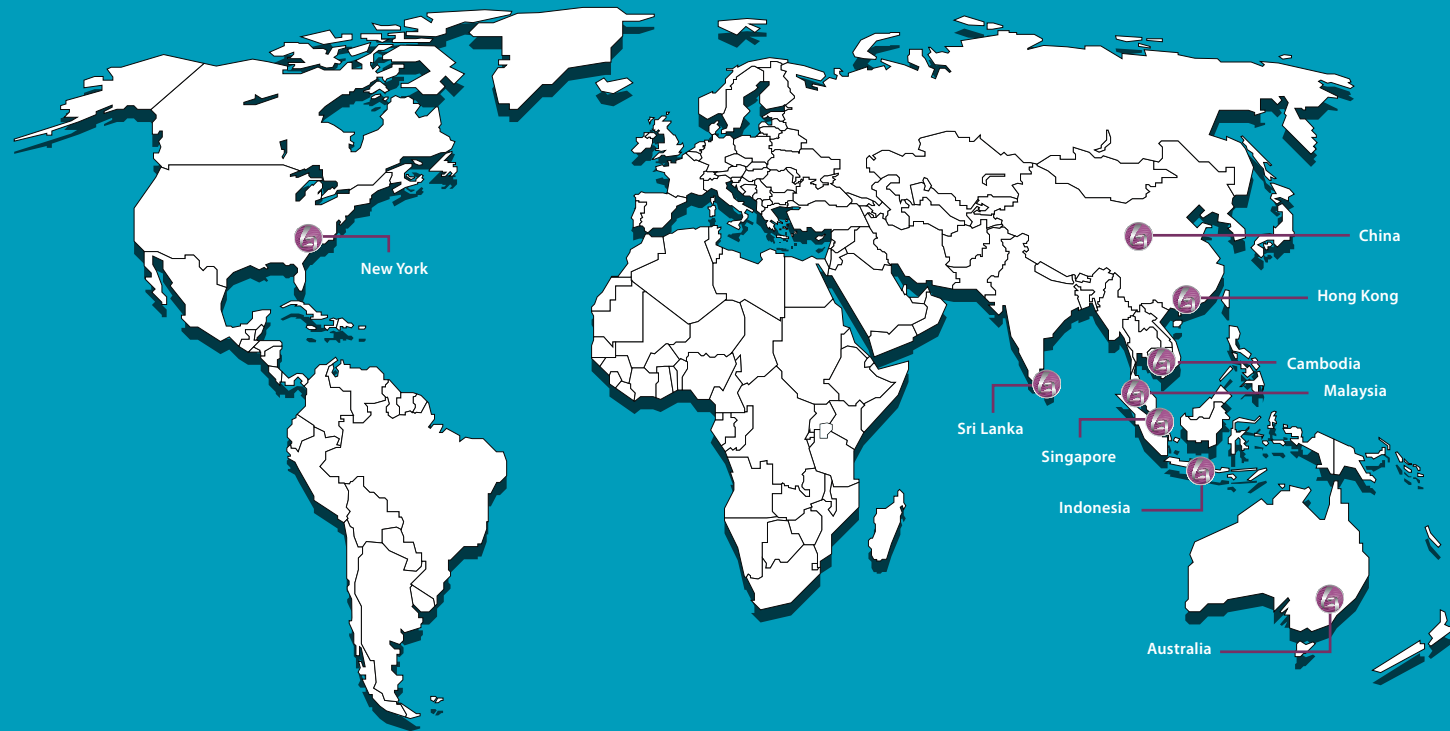 New York
China
Hong Kong
Cambodia
Malaysia
Sri Lanka
Singapore
Indonesia
Australia